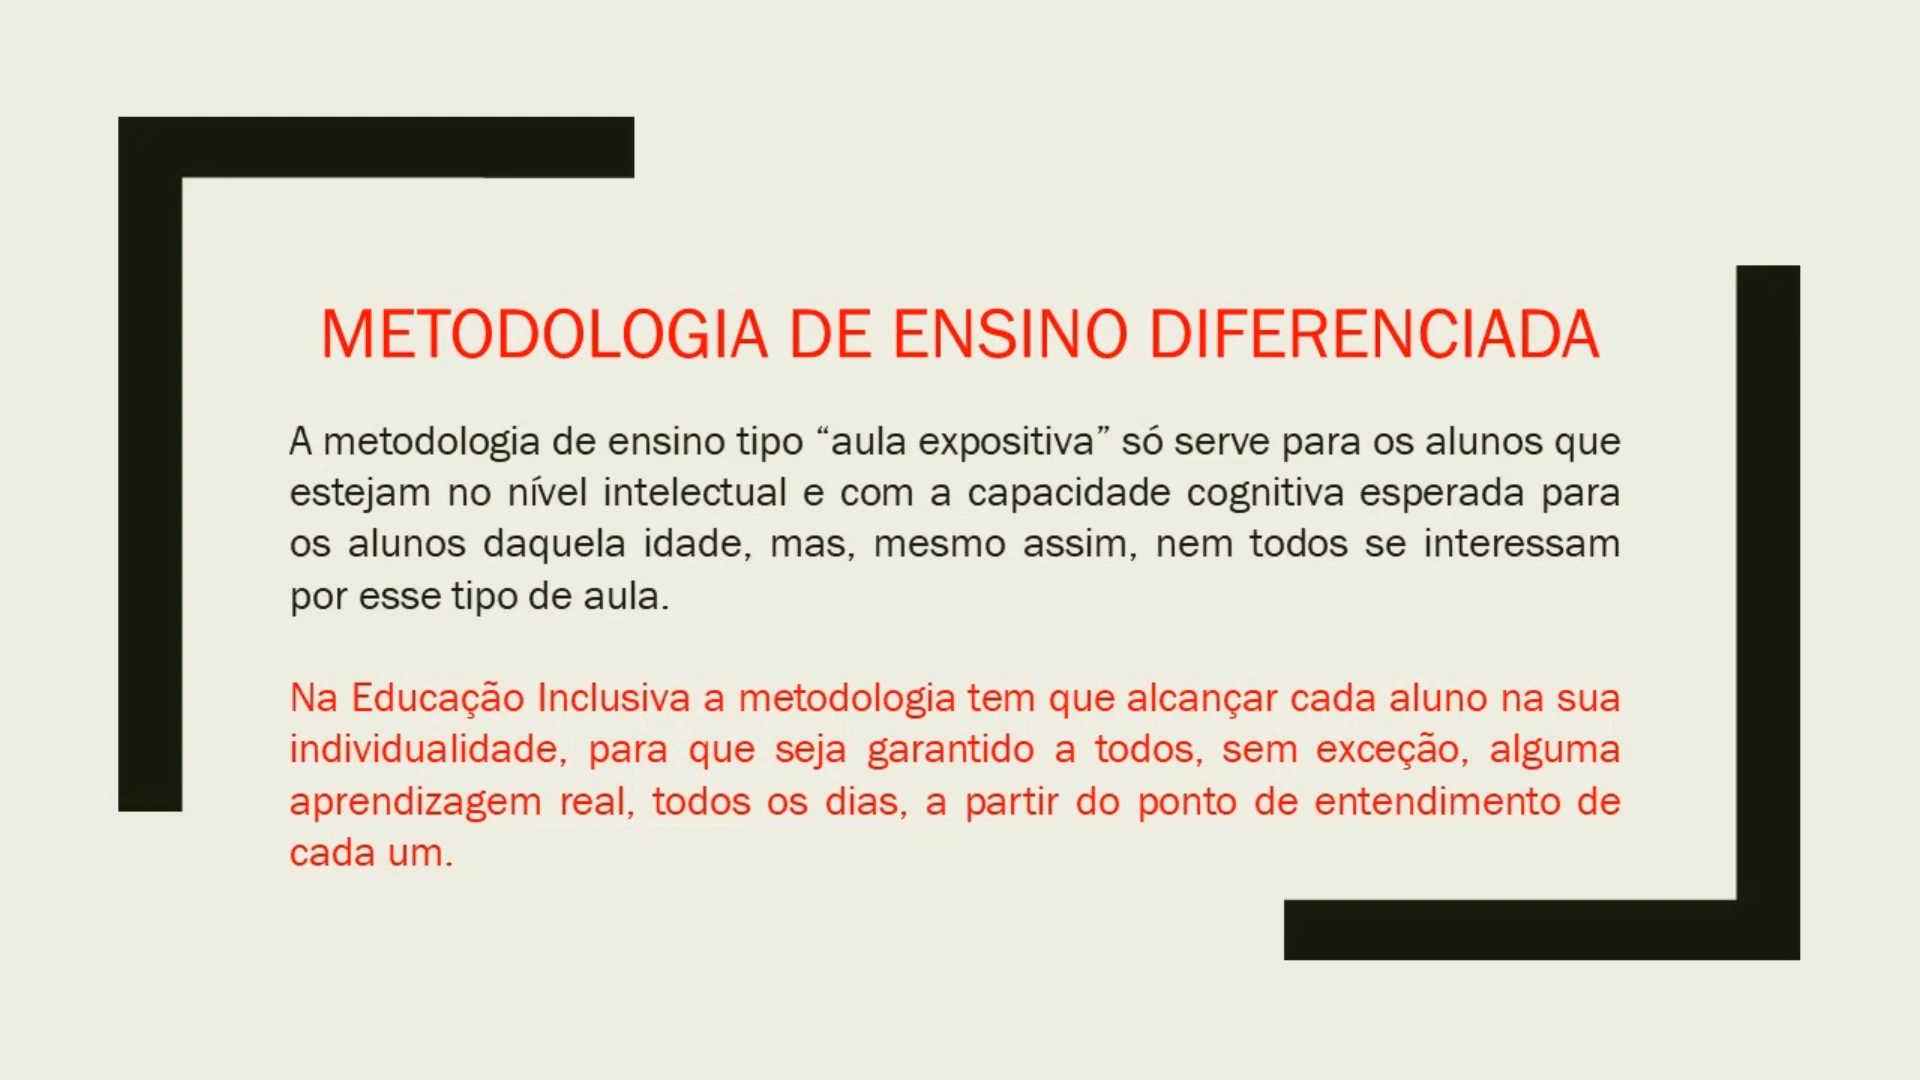 METODOLOGIA DE ENSINO DIFERENCIADA
A metodologia de ensino tipo “aula expositiva” só serve para os alunos que
estejam no nível intelectual e com a capacidade cognitiva esperada para
os alunos daquela idade, mas, mesmo assim, nem todos se interessam
por esse tipo de aula.
Na Educação Inclusiva a metodologia tem que alcançar cada aluno na sua
individualidade, para que seja garantido a todos, sem exceção, alguma
aprendizagem real, todos os dias, a partir do ponto de entendimento de
cada um.